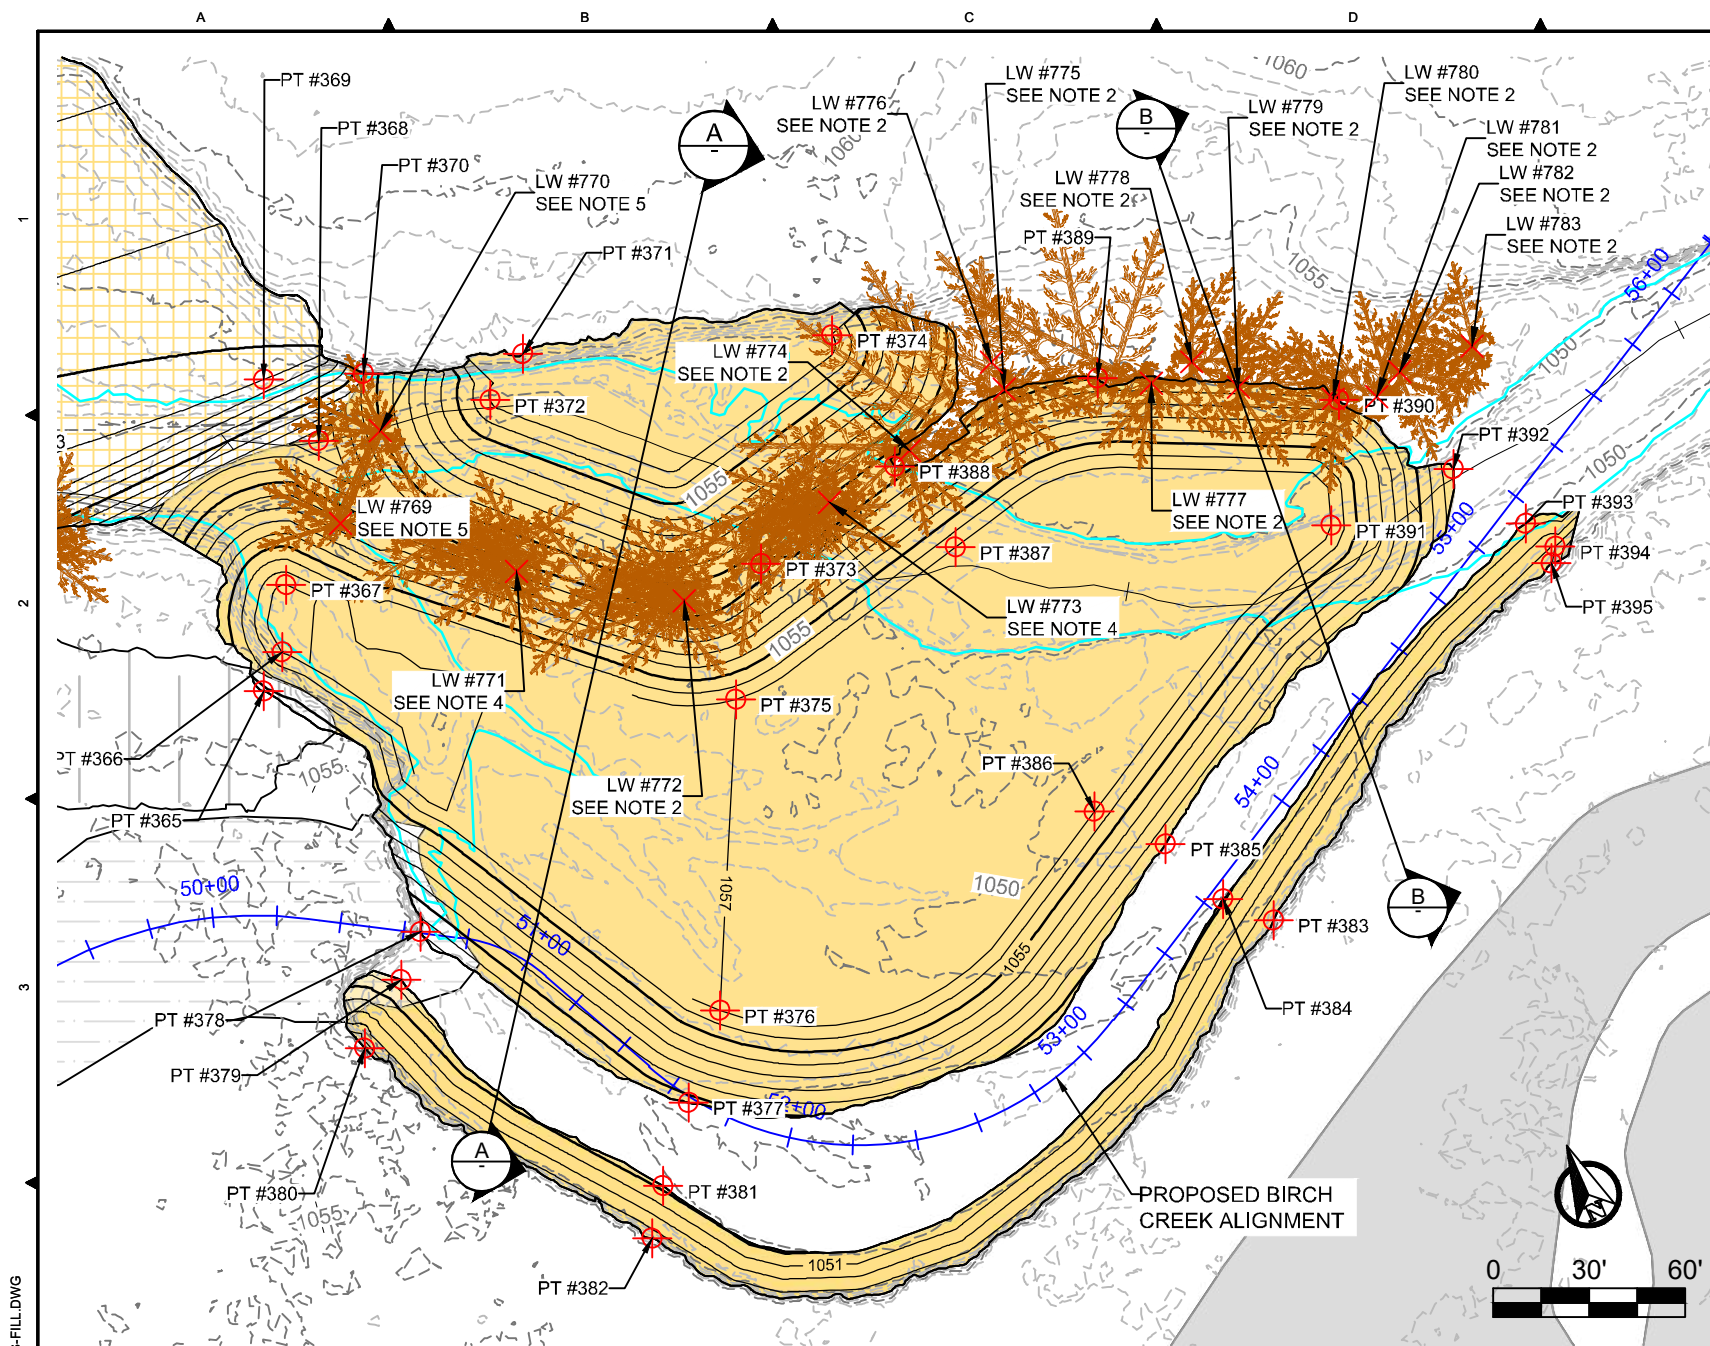 A
B
C
D
1
2
3
PT #369
PT #368
PT #370
LW #770
SEE NOTE 5
PT #371
A
-
LW #776
SEE NOTE 2
LW #775
SEE NOTE 2
B
-
LW #779
SEE NOTE 2
LW #780
SEE NOTE 2
LW #781
SEE NOTE 2
LW #782
SEE NOTE 2
LW #783
SEE NOTE 2
LW #778
SEE NOTE 2
PT #389
1060
1060
1055
56+00
1050
PT #374
LW #774
SEE NOTE 2
PT #372
PT #390
PT #392
3
1055
PT #388
1050
LW #769
SEE NOTE 5
LW #777
SEE NOTE 2
PT #391
55+00
PT #393
PT #387
PT #394
PT #373
PT #367
LW #773
SEE NOTE 4
PT #395
1055
LW #771
SEE NOTE 4
PT #375
PT #366
1055
LW #772
SEE NOTE 2
PT #386
54+00
PT #365
PT #385
50+00
1057
1050
51+00
B
-
PT #383
1055
PT #378
PT #376
PT #384
53+00
PT #379
PT #377
52+00
A
-
PT #380
1055
PT #381
PROPOSED BIRCH
CREEK ALIGNMENT
N
1051
PT #382
0 30' 60'
-FILL.DWG